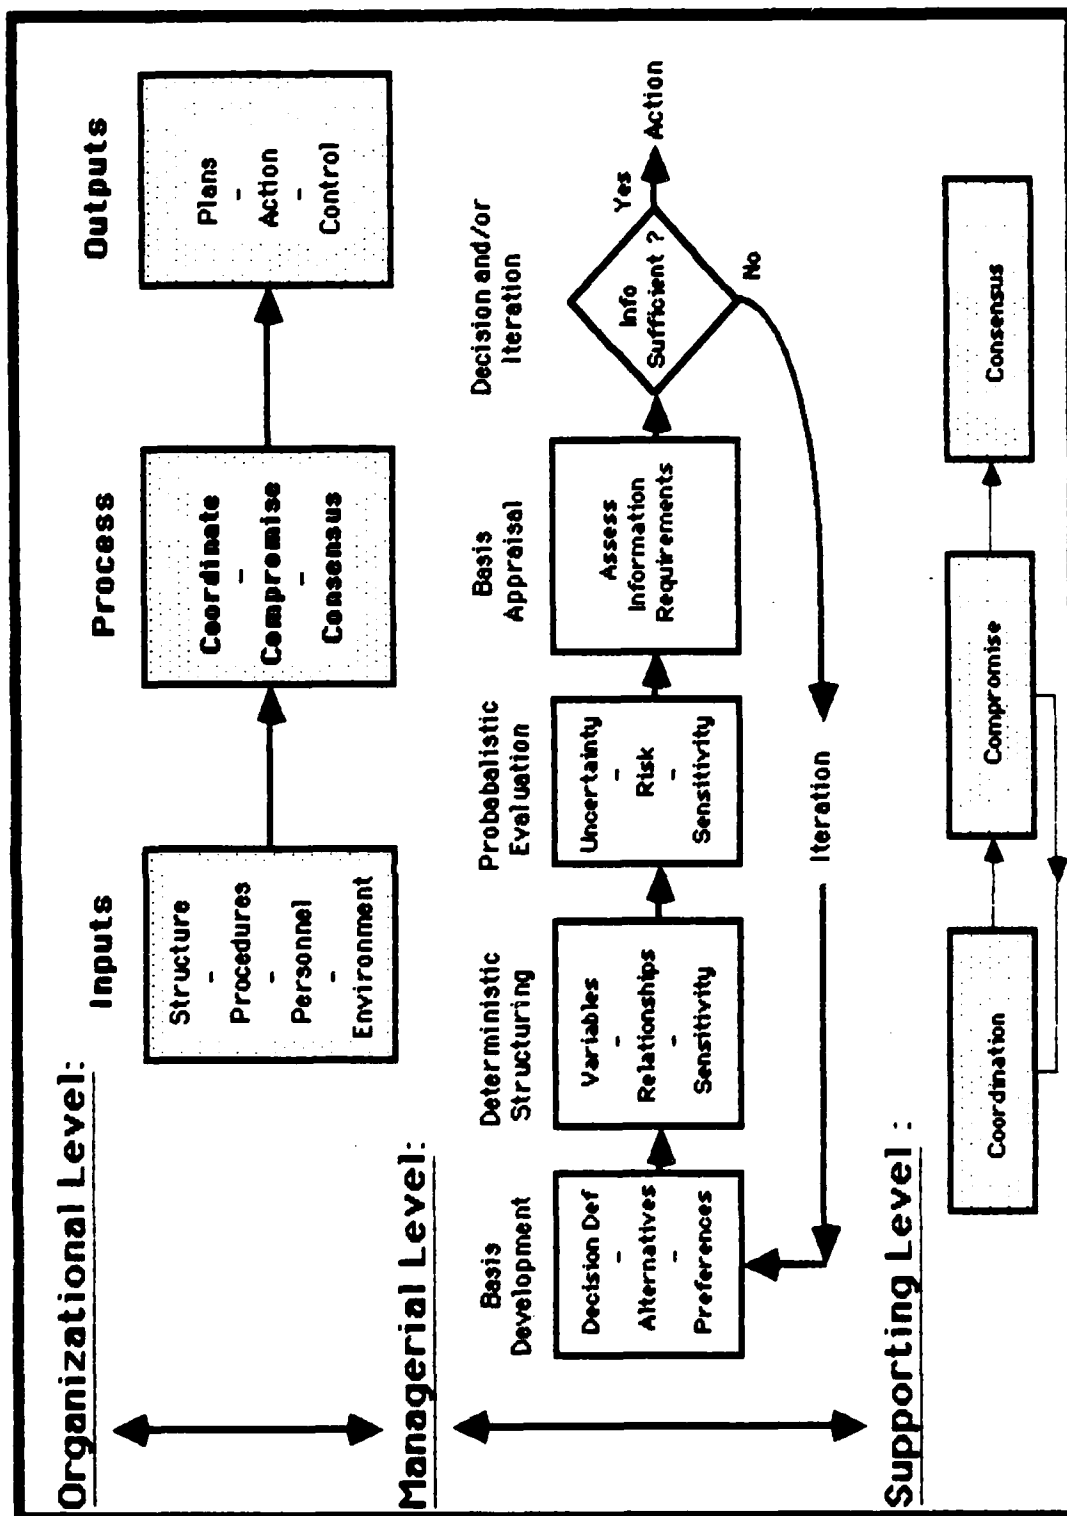 Organizational Level:
Inputs
Structure
-
Procedures
-
Personnel
-
Environment
Process
Coordinate
-
Compromise
-
Consensus
Outputs
Plans
-
Action
-
Control
Managerial Level:
Basis
Development
Decision Def
-
Alternatives
-
Preferences
Deterministic
Structuring
Variables
-
Relationships
-
Sensitivity
Probabalistic
Evaluation
Uncertainty
-
Risk
-
Sensitivity
Basis
Appraisal
Assess
Information
Requirements
Decision and/or
Iteration
Info
Sufficient ?
Yes
Action
No
Iteration
Supporting Level :
Coordination
Compromise
Consensus